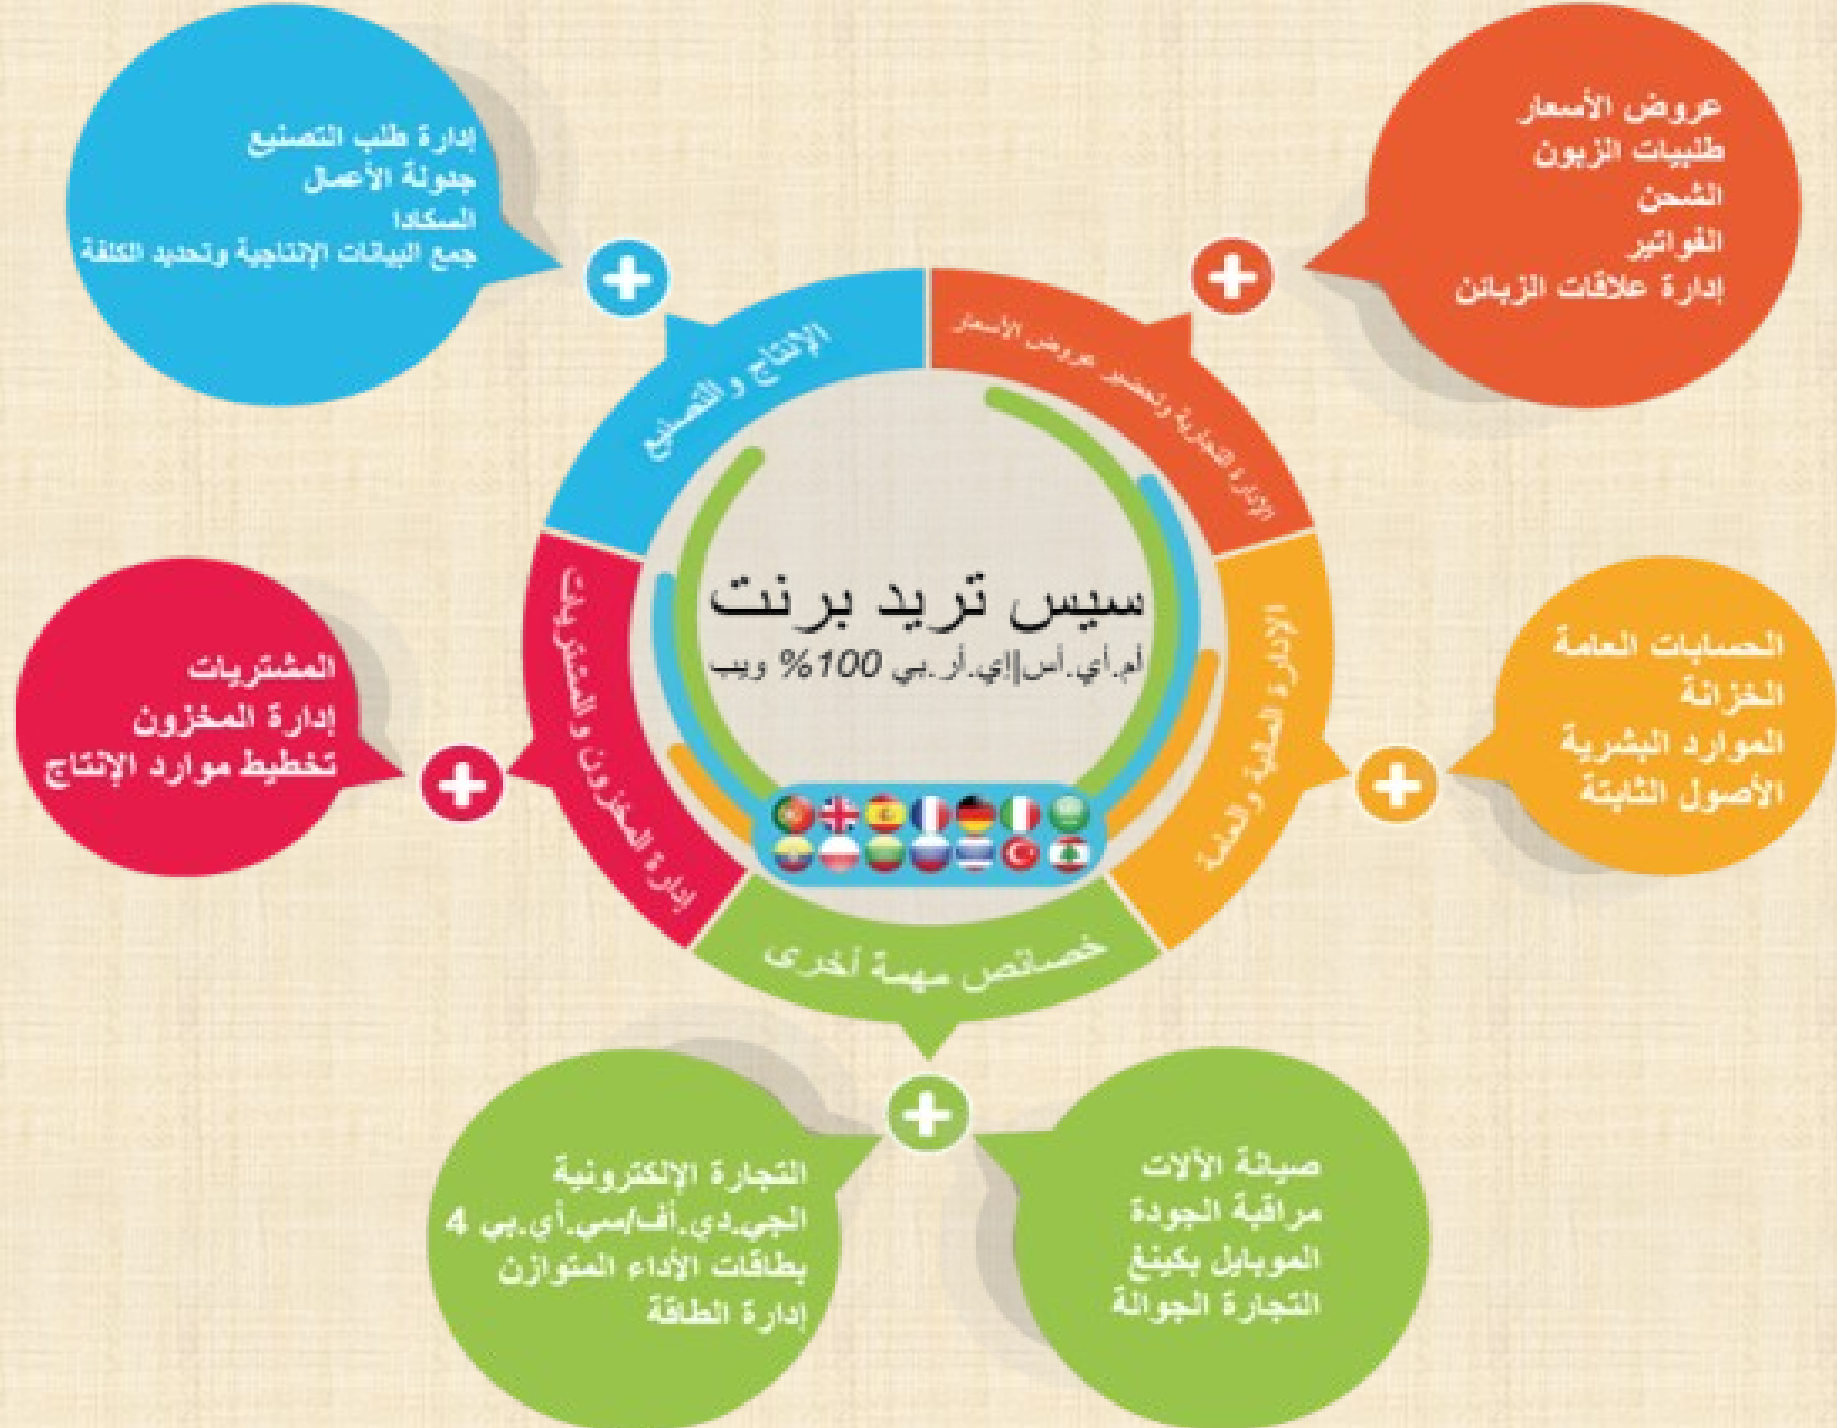 سيس تريد برنت
أم.أي.أس||إي.أر.بي 100% ويب
الإدارة التجارية وتحضير عروض الأسعار
عروض الأسعار
طلبيات الزبون
الشحن
الفواتير
إدارة علاقات الزبائن
الإدارة المالية والعامة
الحسابات العامة
الخزانة
الموارد البشرية
الأصول الثابتة
خصائص مهمة أخرى
صيانة الآلات
مراقبة الجودة
الموبايل بكينغ
التجارة الجوالة
التجارة الإلكترونية
الجي.دي.أف/سي.أي.بي 4
بطاقات الأداء المتوازن
إدارة الطاقة
إدارة المخزون والمشتريات
المشتريات
إدارة المخزون
تخطيط موارد الإنتاج
الإنتاج و التصنيع
إدارة طلب التصنيع
جدولة الأعمال
السكادا
جمع البيانات الإنتاجية وتحديد الكلفة